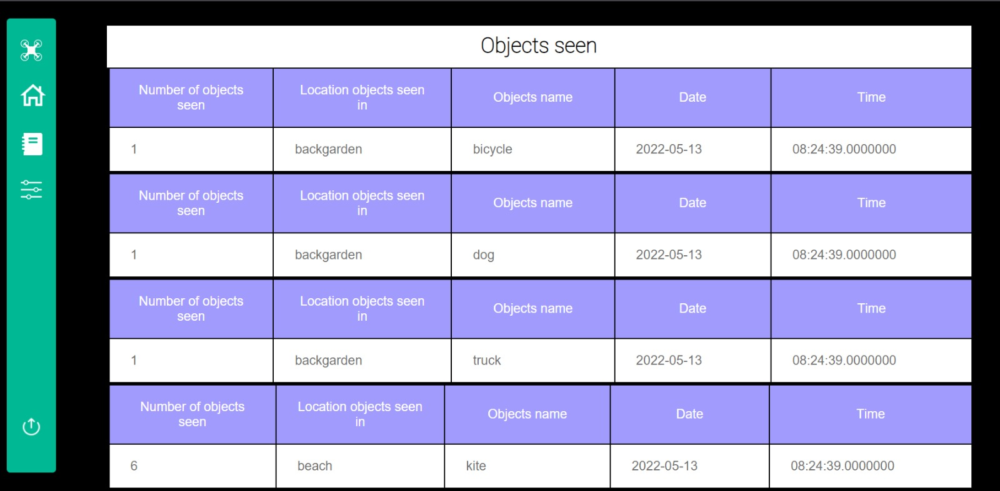 Objects seen
Number of objects seen Location objects seen in Objects name Date Time
1 backgarden bicycle 2022-05-13 08:24:39.0000000
Number of objects seen Location objects seen in Objects name Date Time
1 backgarden dog 2022-05-13 08:24:39.0000000
Number of objects seen Location objects seen in Objects name Date Time
1 backgarden truck 2022-05-13 08:24:39.0000000
Number of objects seen Location objects seen in Objects name Date Time
6 beach kite 2022-05-13 08:24:39.0000000